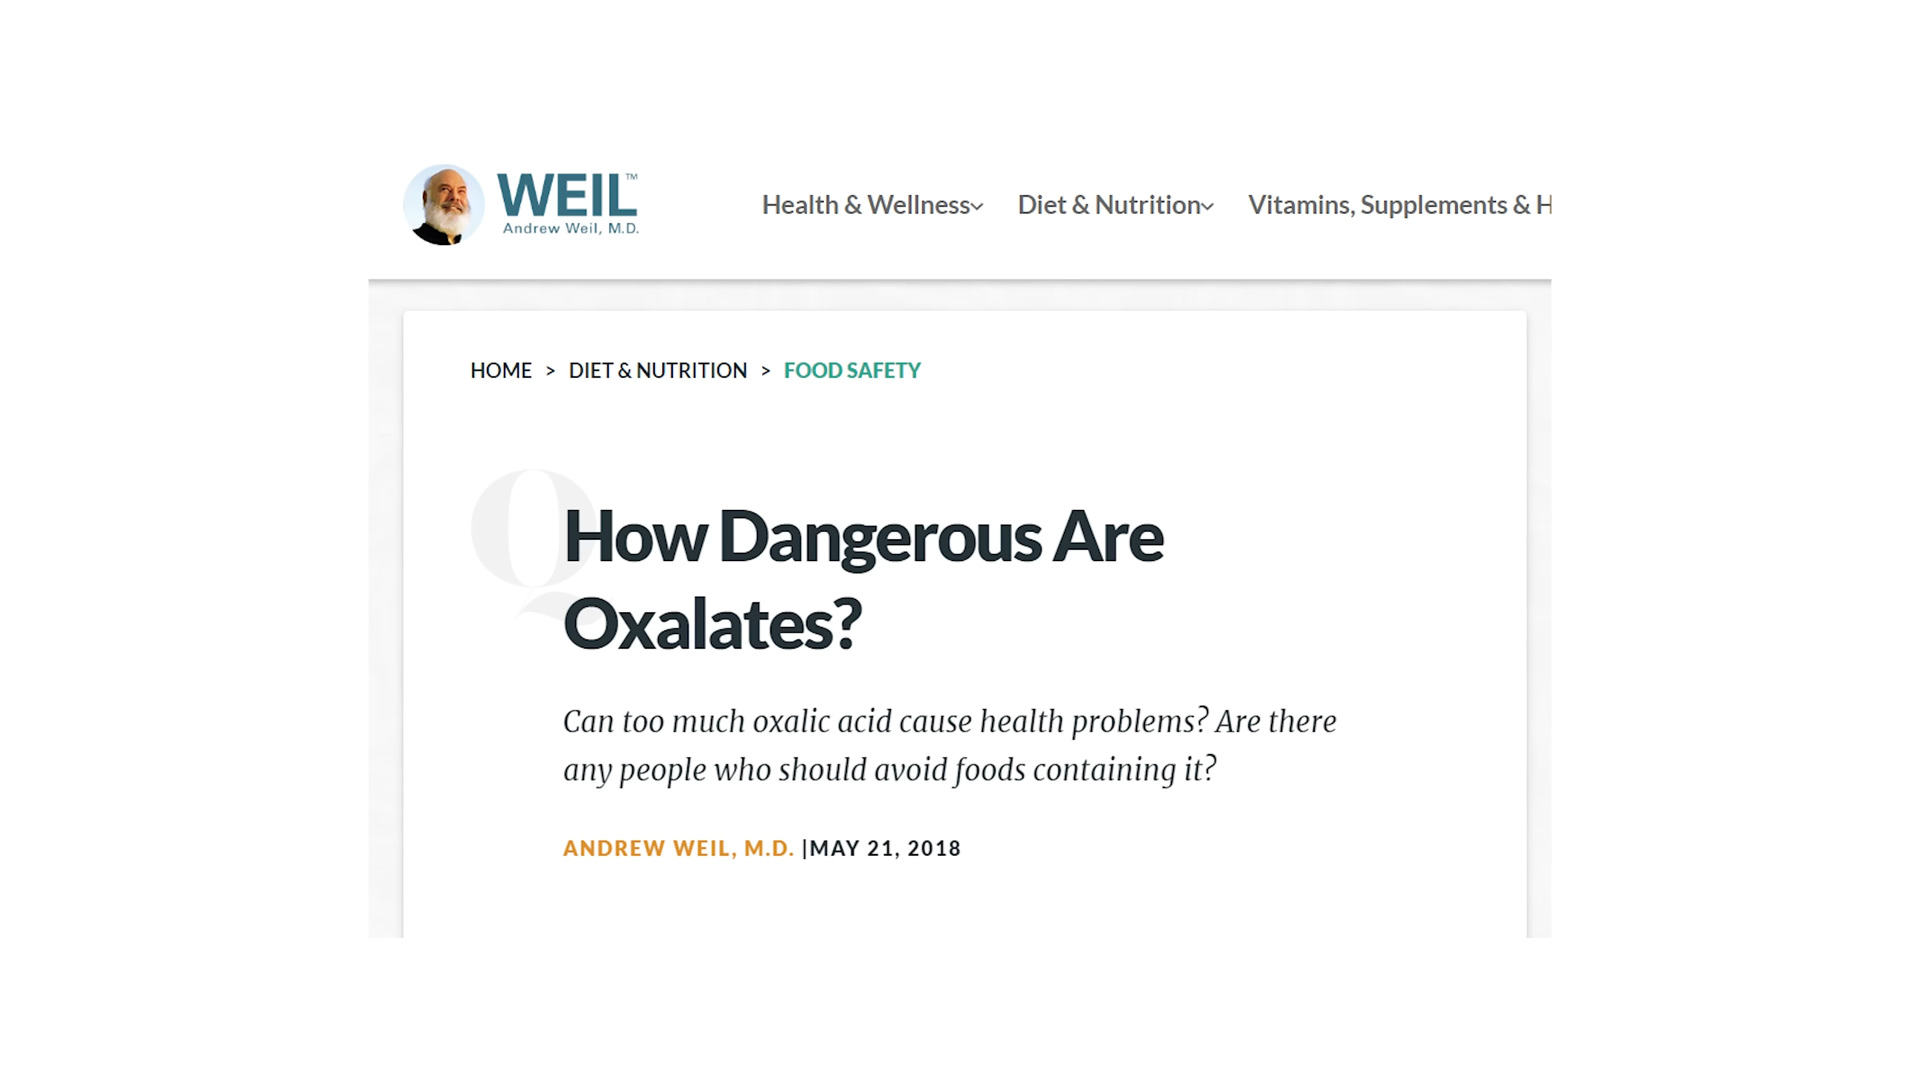 WEIL™
Andrew Weil, M.D.
Health & Wellness
Diet & Nutrition
Vitamins, Supplements & H
HOME > DIET & NUTRITION > FOOD SAFETY
Q
How Dangerous Are
Oxalates?
Can too much oxalic acid cause health problems? Are there
any people who should avoid foods containing it?
ANDREW WEIL, M.D. |MAY 21, 2018